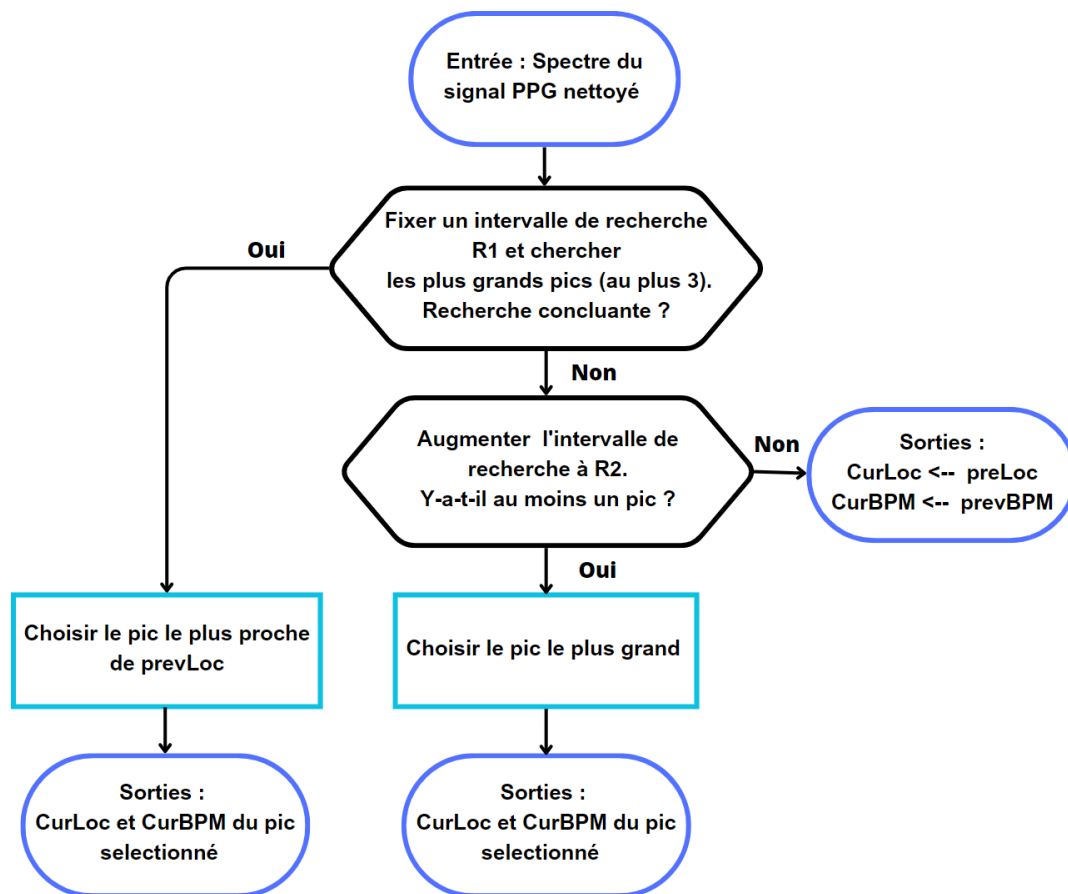 Entrée : Spectre du
signal PPG nettoyé
Fixer un intervalle de recherche
R1 et chercher
les plus grands pics (au plus 3).
Recherche concluante ?
Oui
Non
Augmenter l'intervalle de
recherche à R2.
Y-a-t-il au moins un pic ?
Non
Sorties :
CurLoc <-- preLoc
CurBPM <-- prevBPM
Oui
Choisir le pic le plus proche
de prevLoc
Choisir le pic le plus grand
Sorties :
CurLoc et CurBPM du pic
selectionné
Sorties :
CurLoc et CurBPM du pic
selectionné